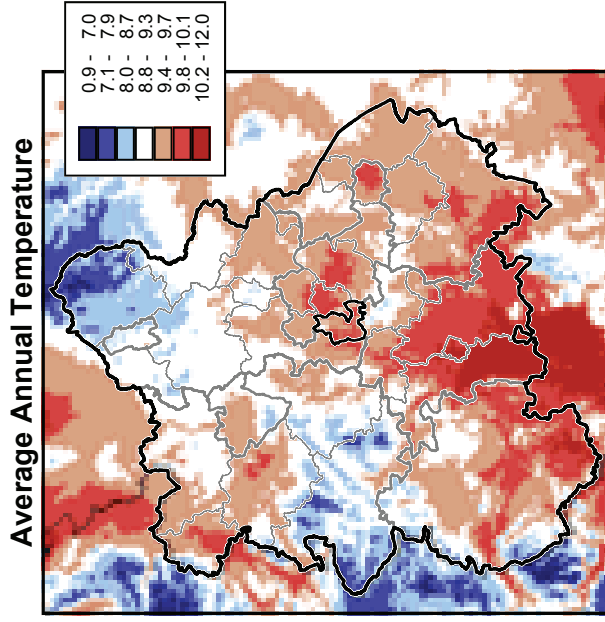 Average Annual Temperature
0.9 - 7.0
7.1 - 7.9
8.0 - 8.7
8.8 - 9.3
9.4 - 9.7
9.8 - 10.1
10.2 - 12.0